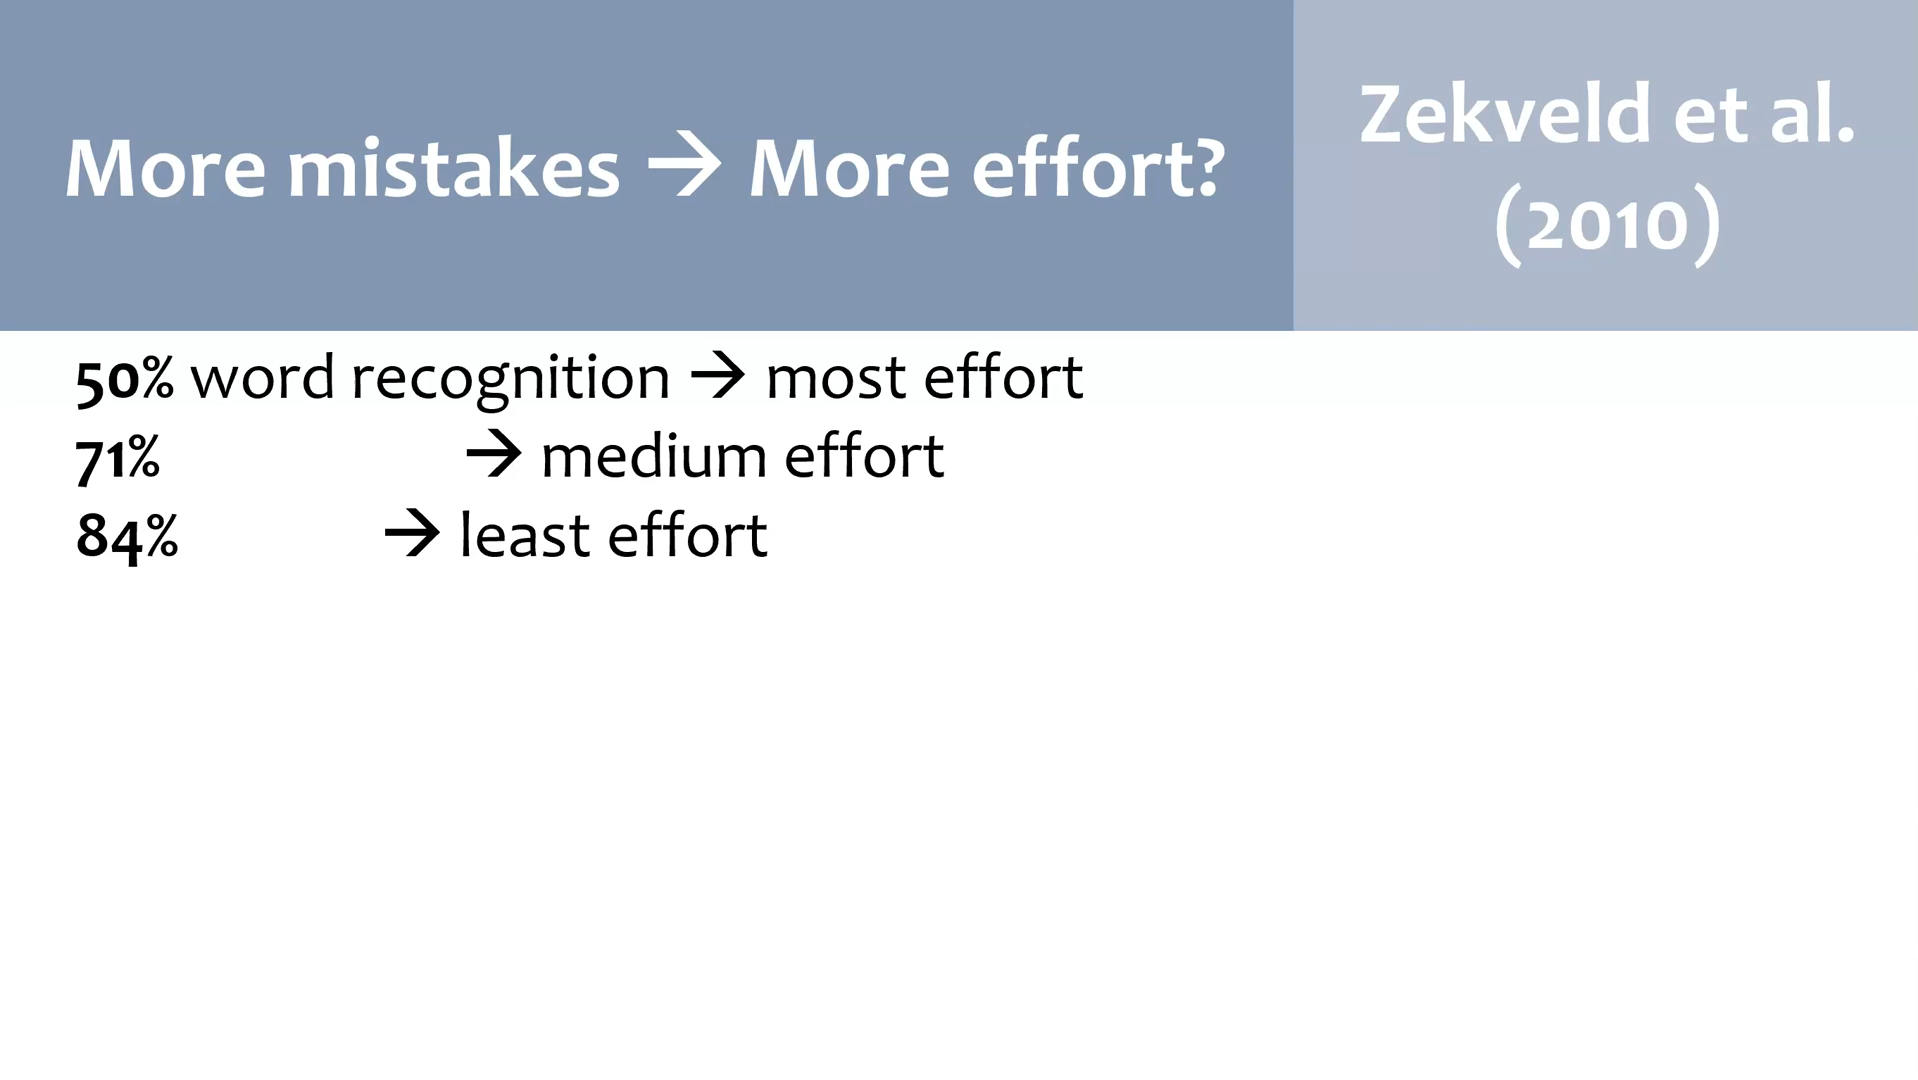 More mistakes → More effort?
Zekveld et al.
(2010)
50% word recognition → most effort
71% → medium effort
84% → least effort